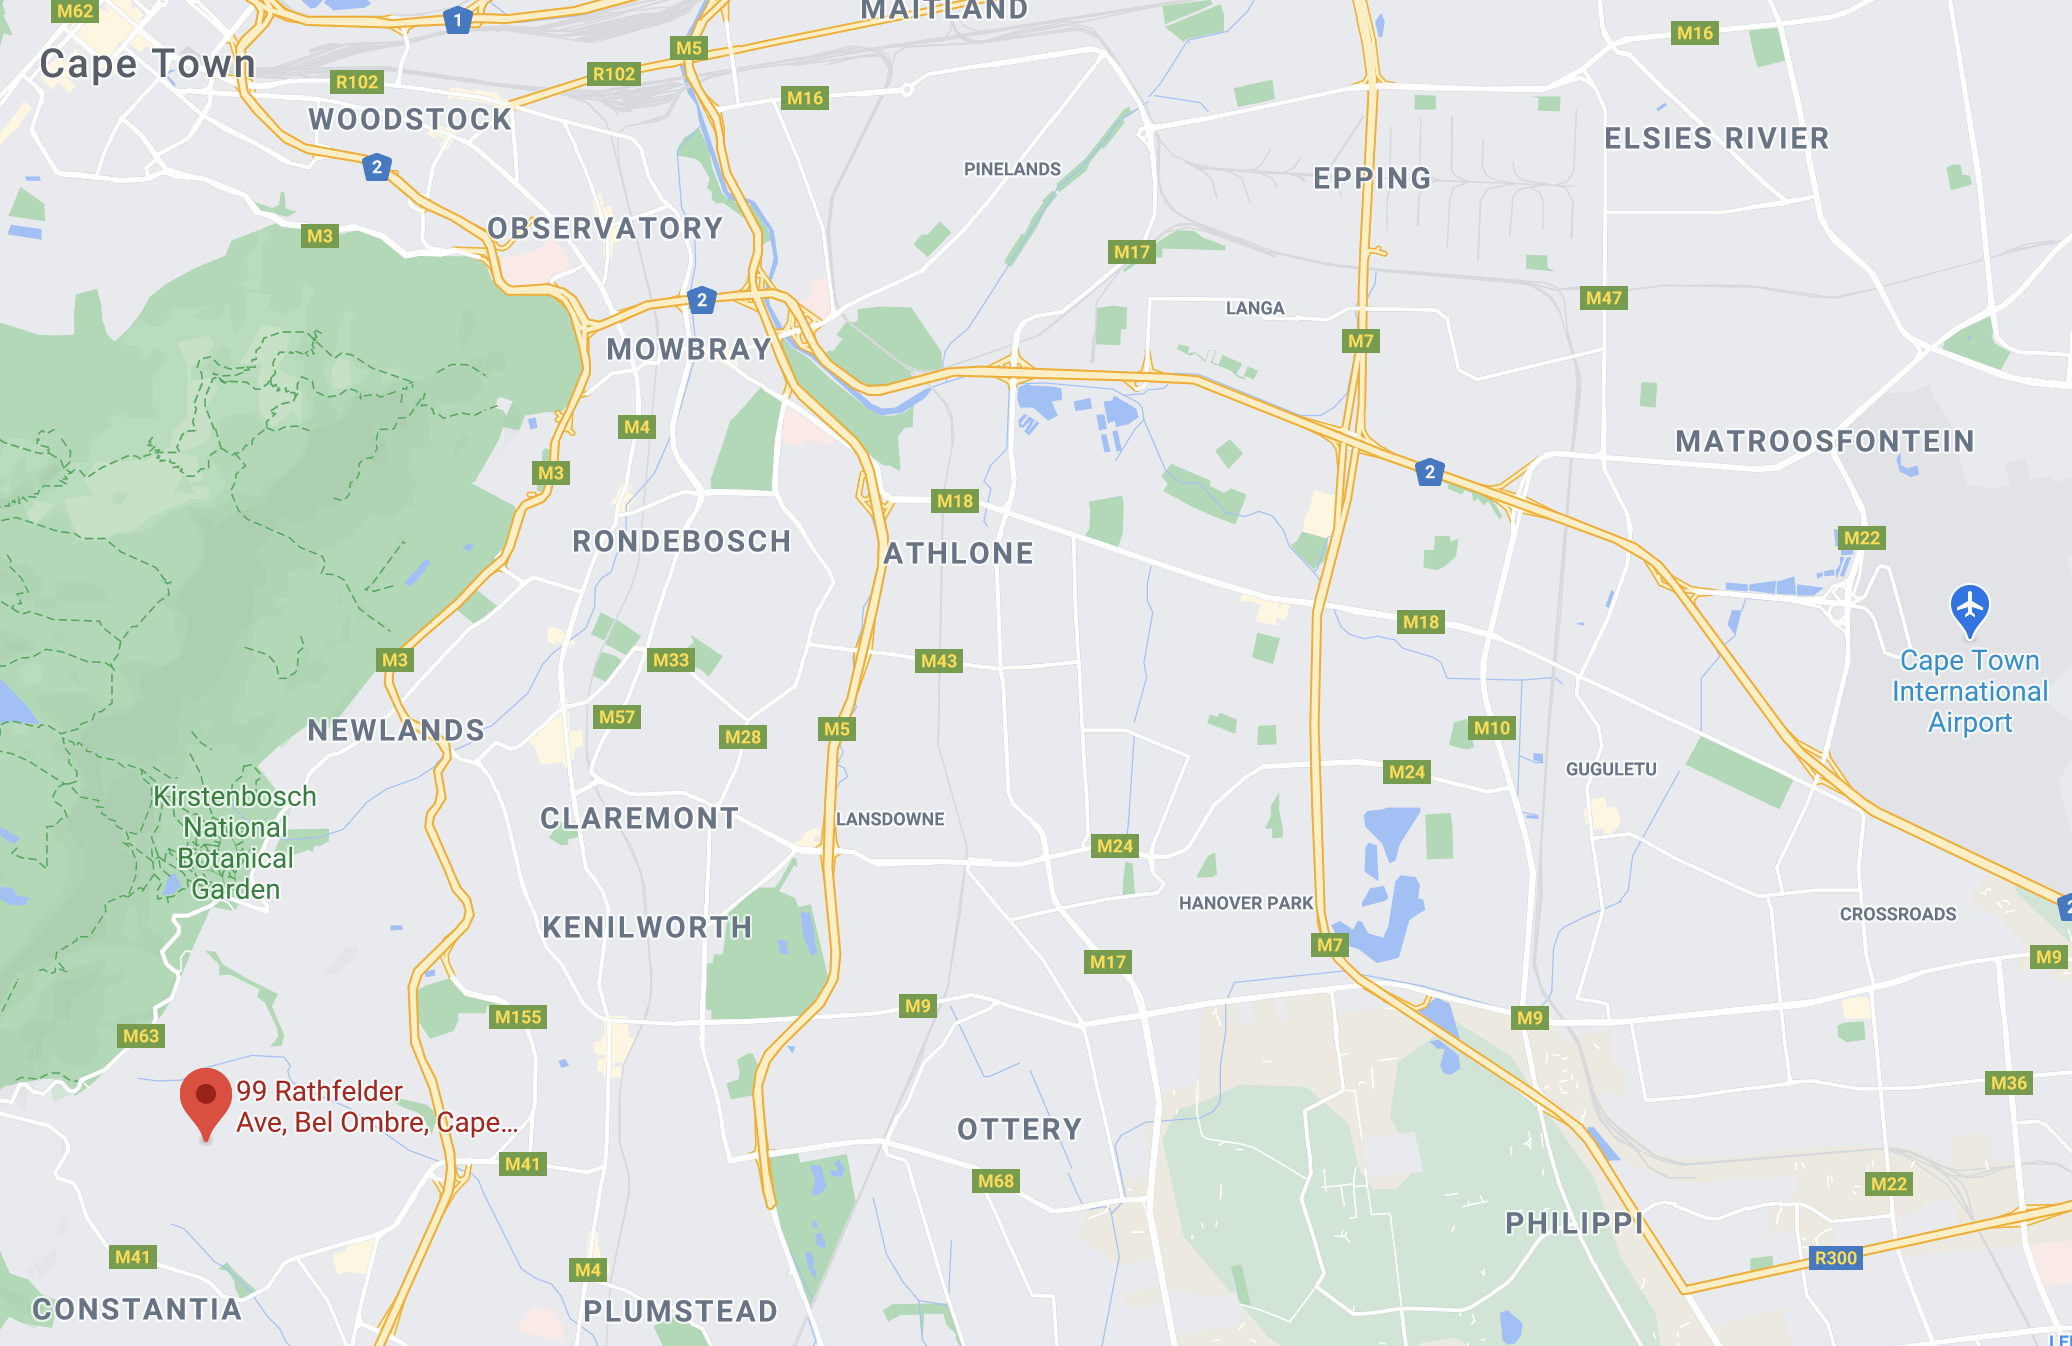 M62
1
MAITLAND
M5
M16
Cape Town
R102
R102
M16
WOODSTOCK
ELSIES RIVIER
2
PINELANDS
EPPING
OBSERVATORY
M3
M17
2
M47
LANGA
MOWBRAY
M7
M4
MATROOSFONTEIN
M3
2
M18
RONDEBOSCH
ATHLONE
M22
M18
M3
M33
M43
Cape Town
International
Airport
M57
NEWLANDS
M28
M5
M10
M24
GUGULETU
Kirstenbosch
National
Botanical
Garden
CLAREMONT
LANSDOWNE
M24
HANOVER PARK
2
CROSSROADS
KENILWORTH
M7
M17
M9
M9
M155
M9
M63
M36
99 Rathfelder
Ave, Bel Ombre, Cape...
OTTERY
M41
M68
M22
PHILIPPI
M41
M4
R300
CONSTANTIA
PLUMSTEAD